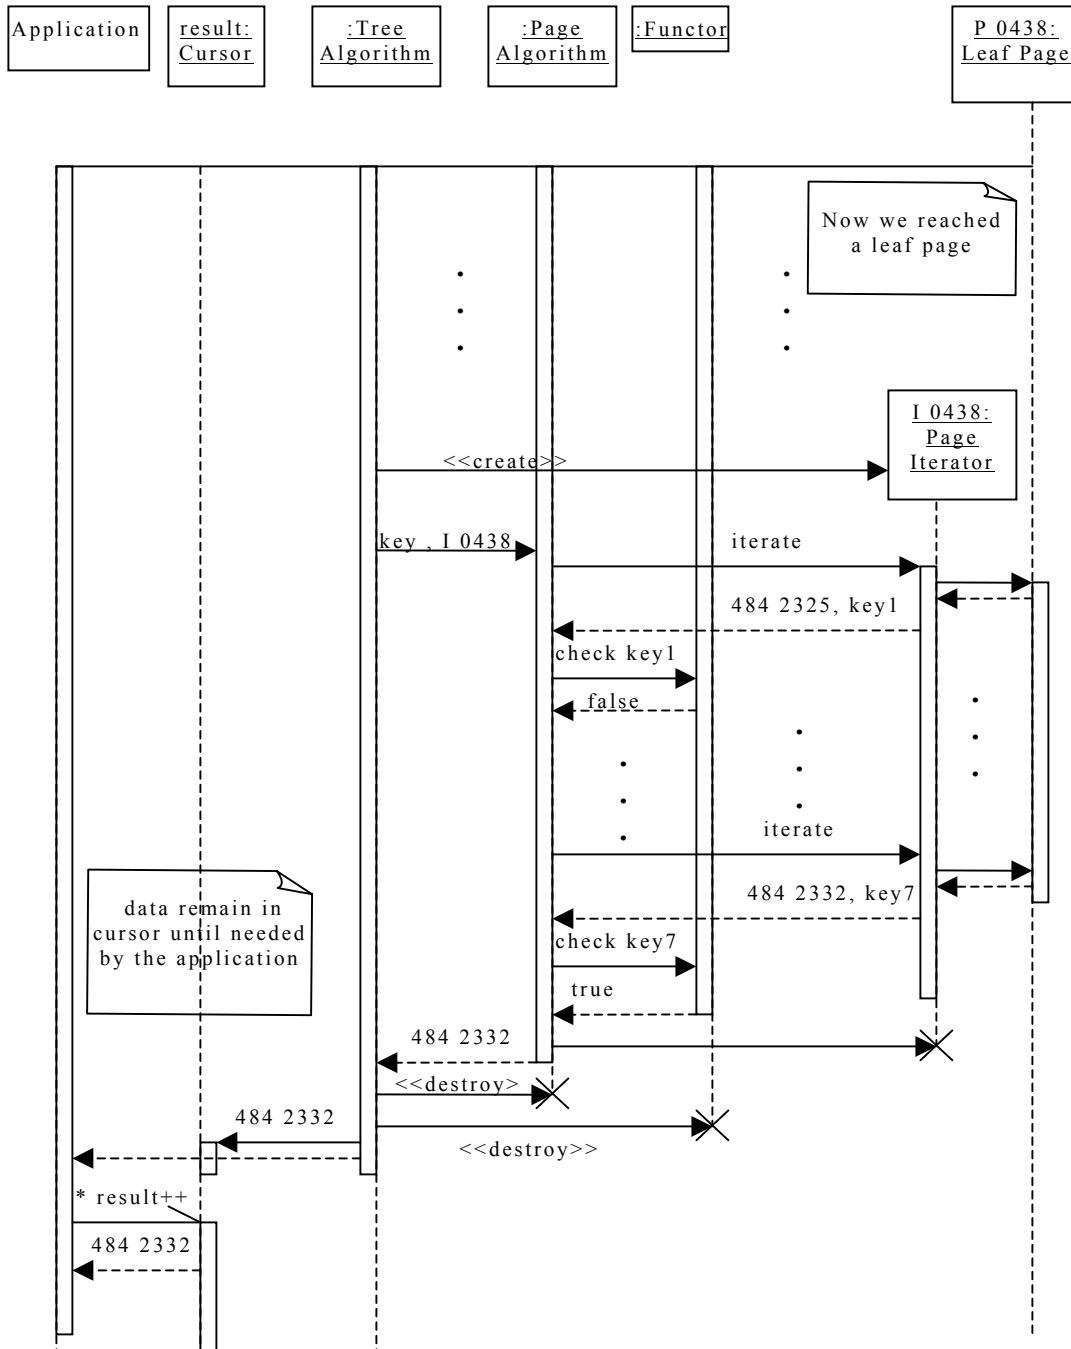 Application
result:
Cursor
:Tree
Algorithm
:Page
Algorithm
:Functor
P 0438:
Leaf Page
Now we reached
a leaf page
I 0438:
Page
Iterator
<<create>>
key , I 0438
iterate
484 2325, key1
check key1
false
iterate
484 2332, key7
data remain in
cursor until needed
by the application
check key7
true
484 2332
<<destroy>
484 2332
<<destroy>>
* result++
484 2332